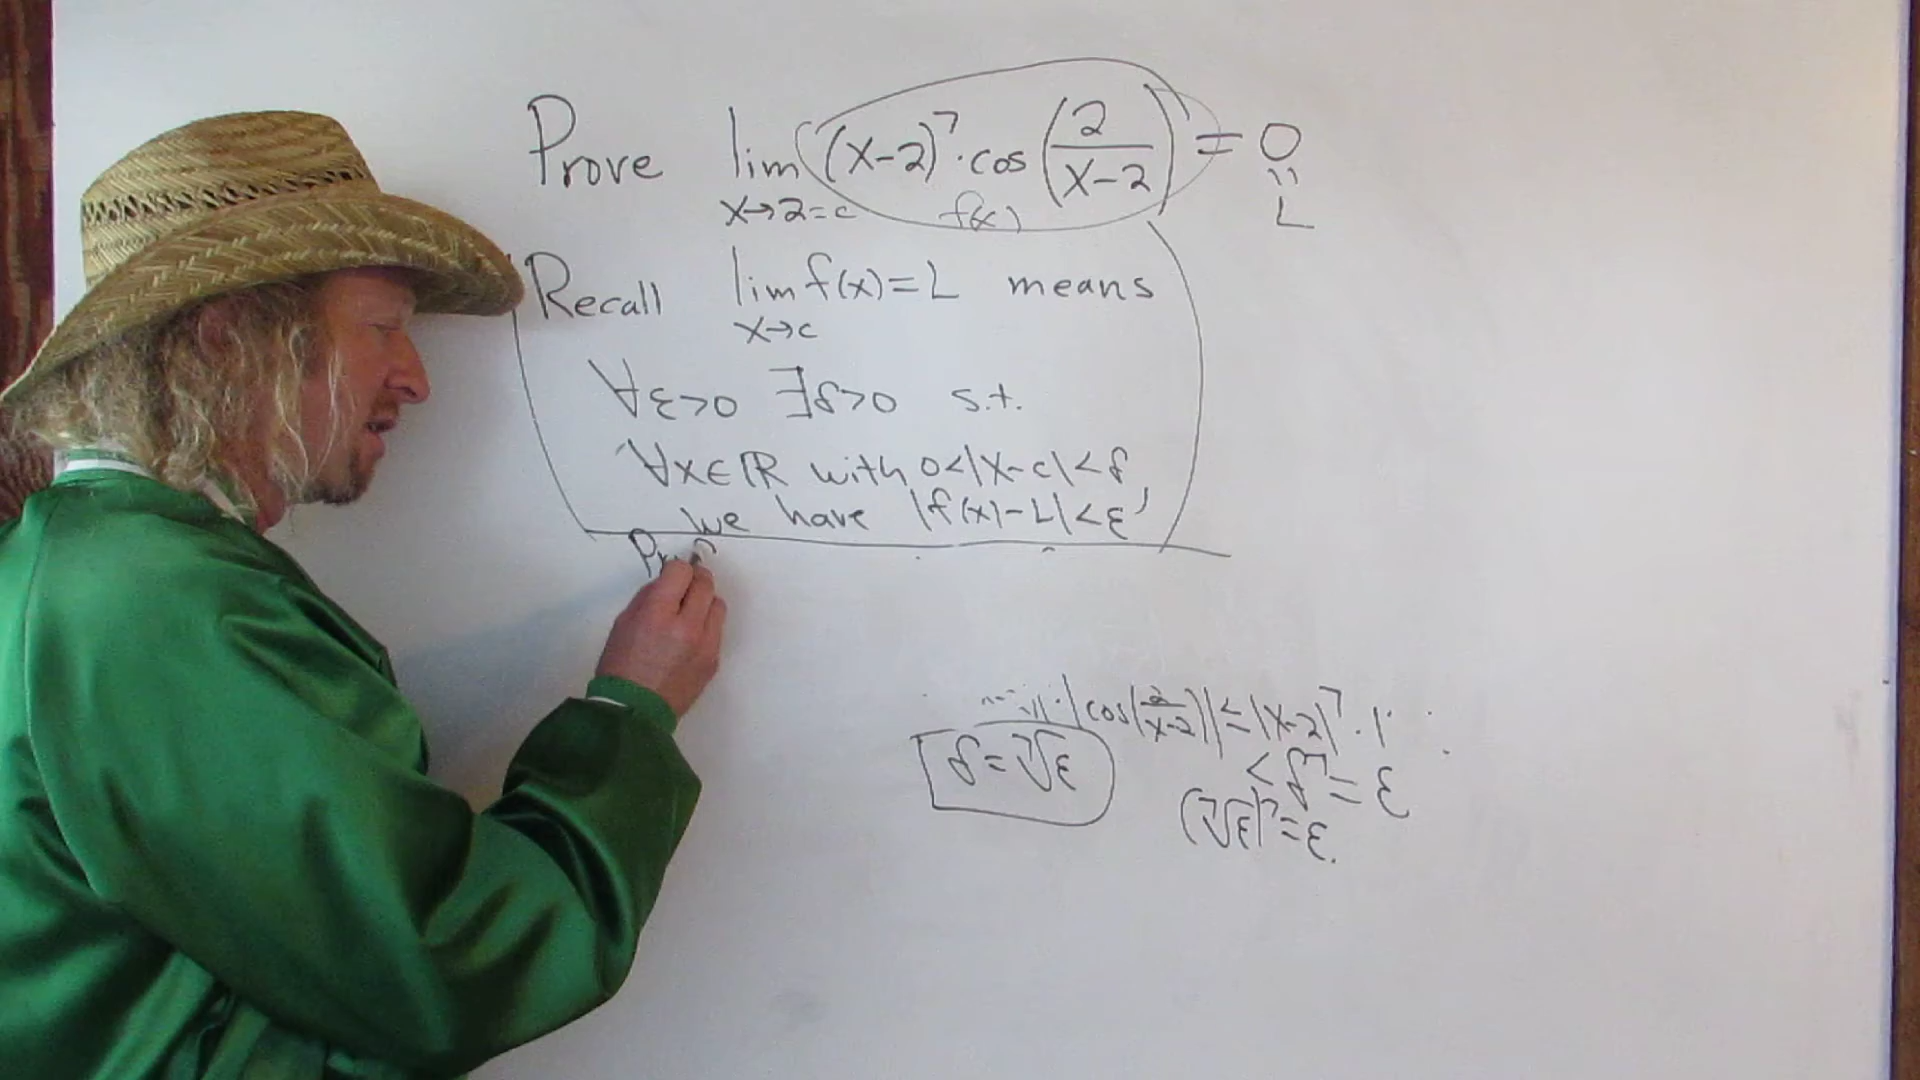 Prove lim ((x-2)⁷·cos(2/(x-2))) = 0
x→2=c f(x) = L
Recall lim f(x)=L means
x→c
∀ε>0 ∃δ>0 s.t.
∀x∈ℝ with 0<|x-c|<δ,
we have |f(x)-L|<ε
|cos(2/(x-2))| ≤ |x-2|⁷·1
δ=⁷√ε < δ⁷ = ε
(⁷√ε)⁷=ε.